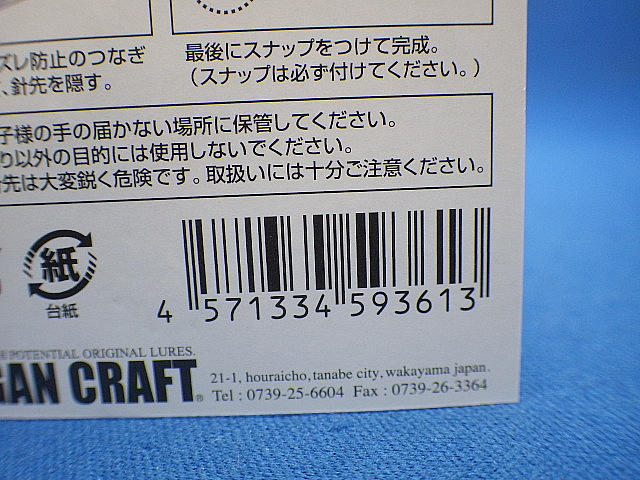 ズレ防止のつなぎ
、針先を隠す。
最後にスナップをつけて完成。
（スナップは必ず付けてください。）
子様の手の届かない場所に保管してください。
り以外の目的には使用しないでください。
先は大変鋭く危険です。取扱いには十分ご注意ください。
紙
台紙
4 571334 593613
POTENTIAL ORIGINAL LURES.
GAN CRAFT®
21-1, houraicho, tanabe city, wakayama japan.
Tel : 0739-25-6604 Fax : 0739-26-3364